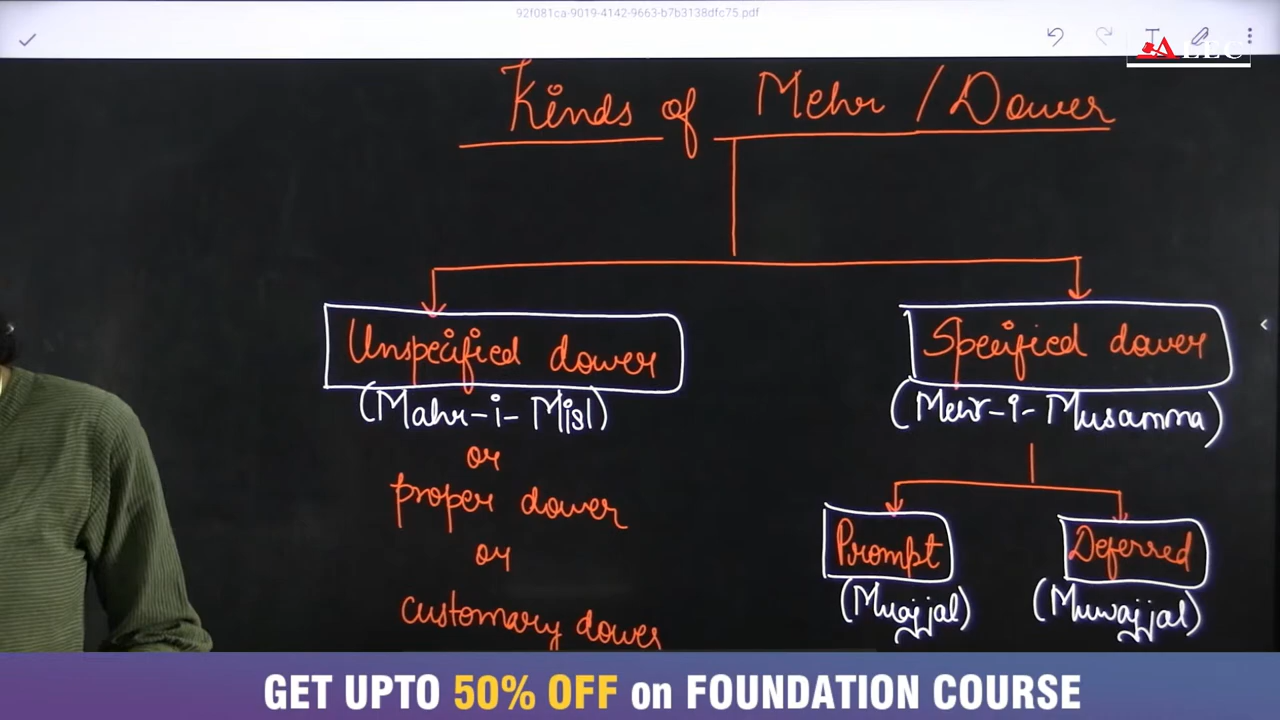 92f081ca-9019-4142-9663-b7b3138dfc75.pdf
ALEC
Kinds of Mehr / Dower
Unspecified dower
(Mahr-i-Misl)
or
proper dower
or
customary dower
Specified dower
(Mehr-i-Musamma)
Prompt
(Muajjal)
Deferred
(Muwajjal)
GET UPTO 50% OFF on FOUNDATION COURSE